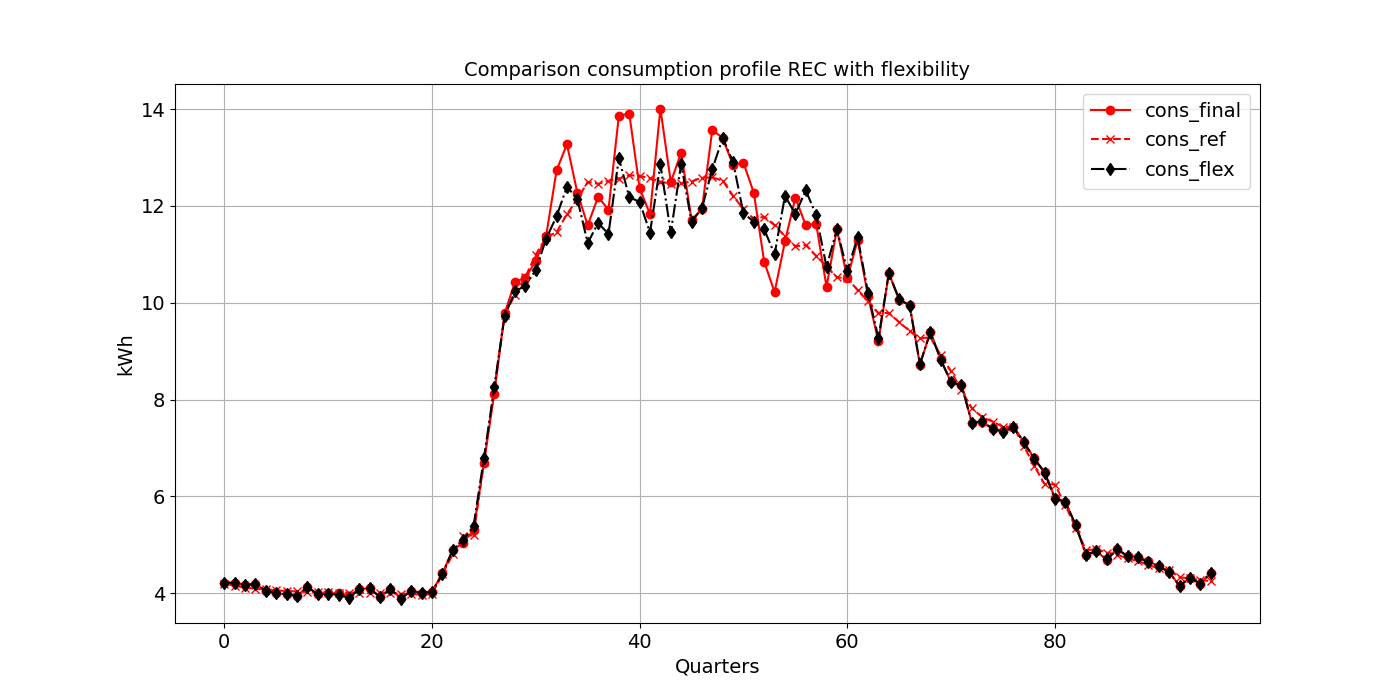 Comparison consumption profile REC with flexibility
cons_final
cons_ref
cons_flex
14
12
10
8
6
4
kWh
0 20 40 60 80
Quarters